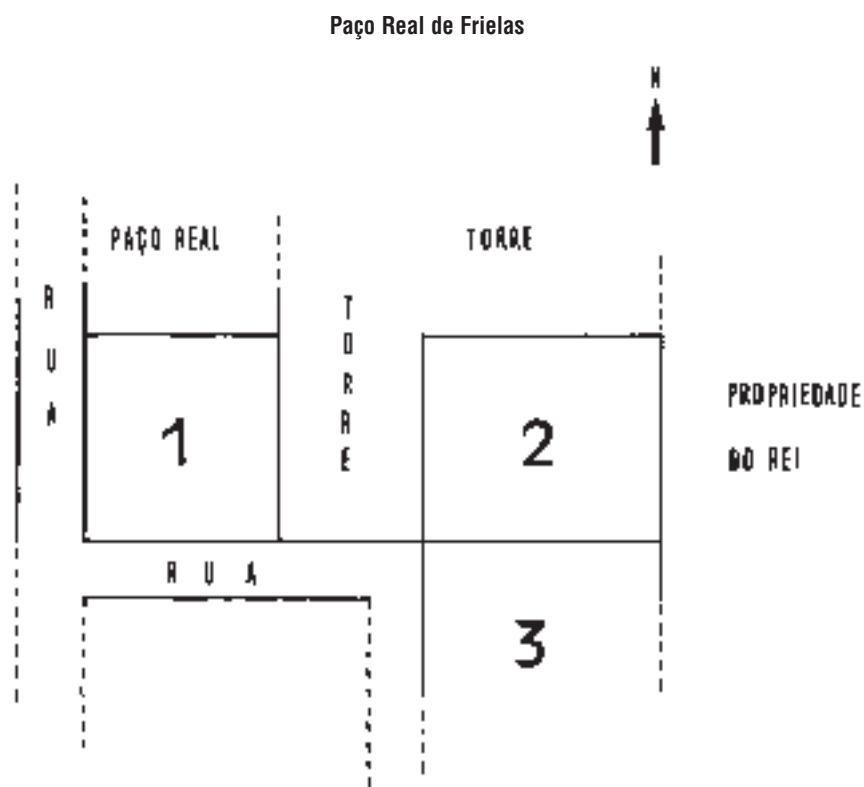 Paço Real de Frielas
N
PAÇO REAL
TORRE
RUA
TORRE
PROPRIEDADE
DO REI
1
2
RUA
3